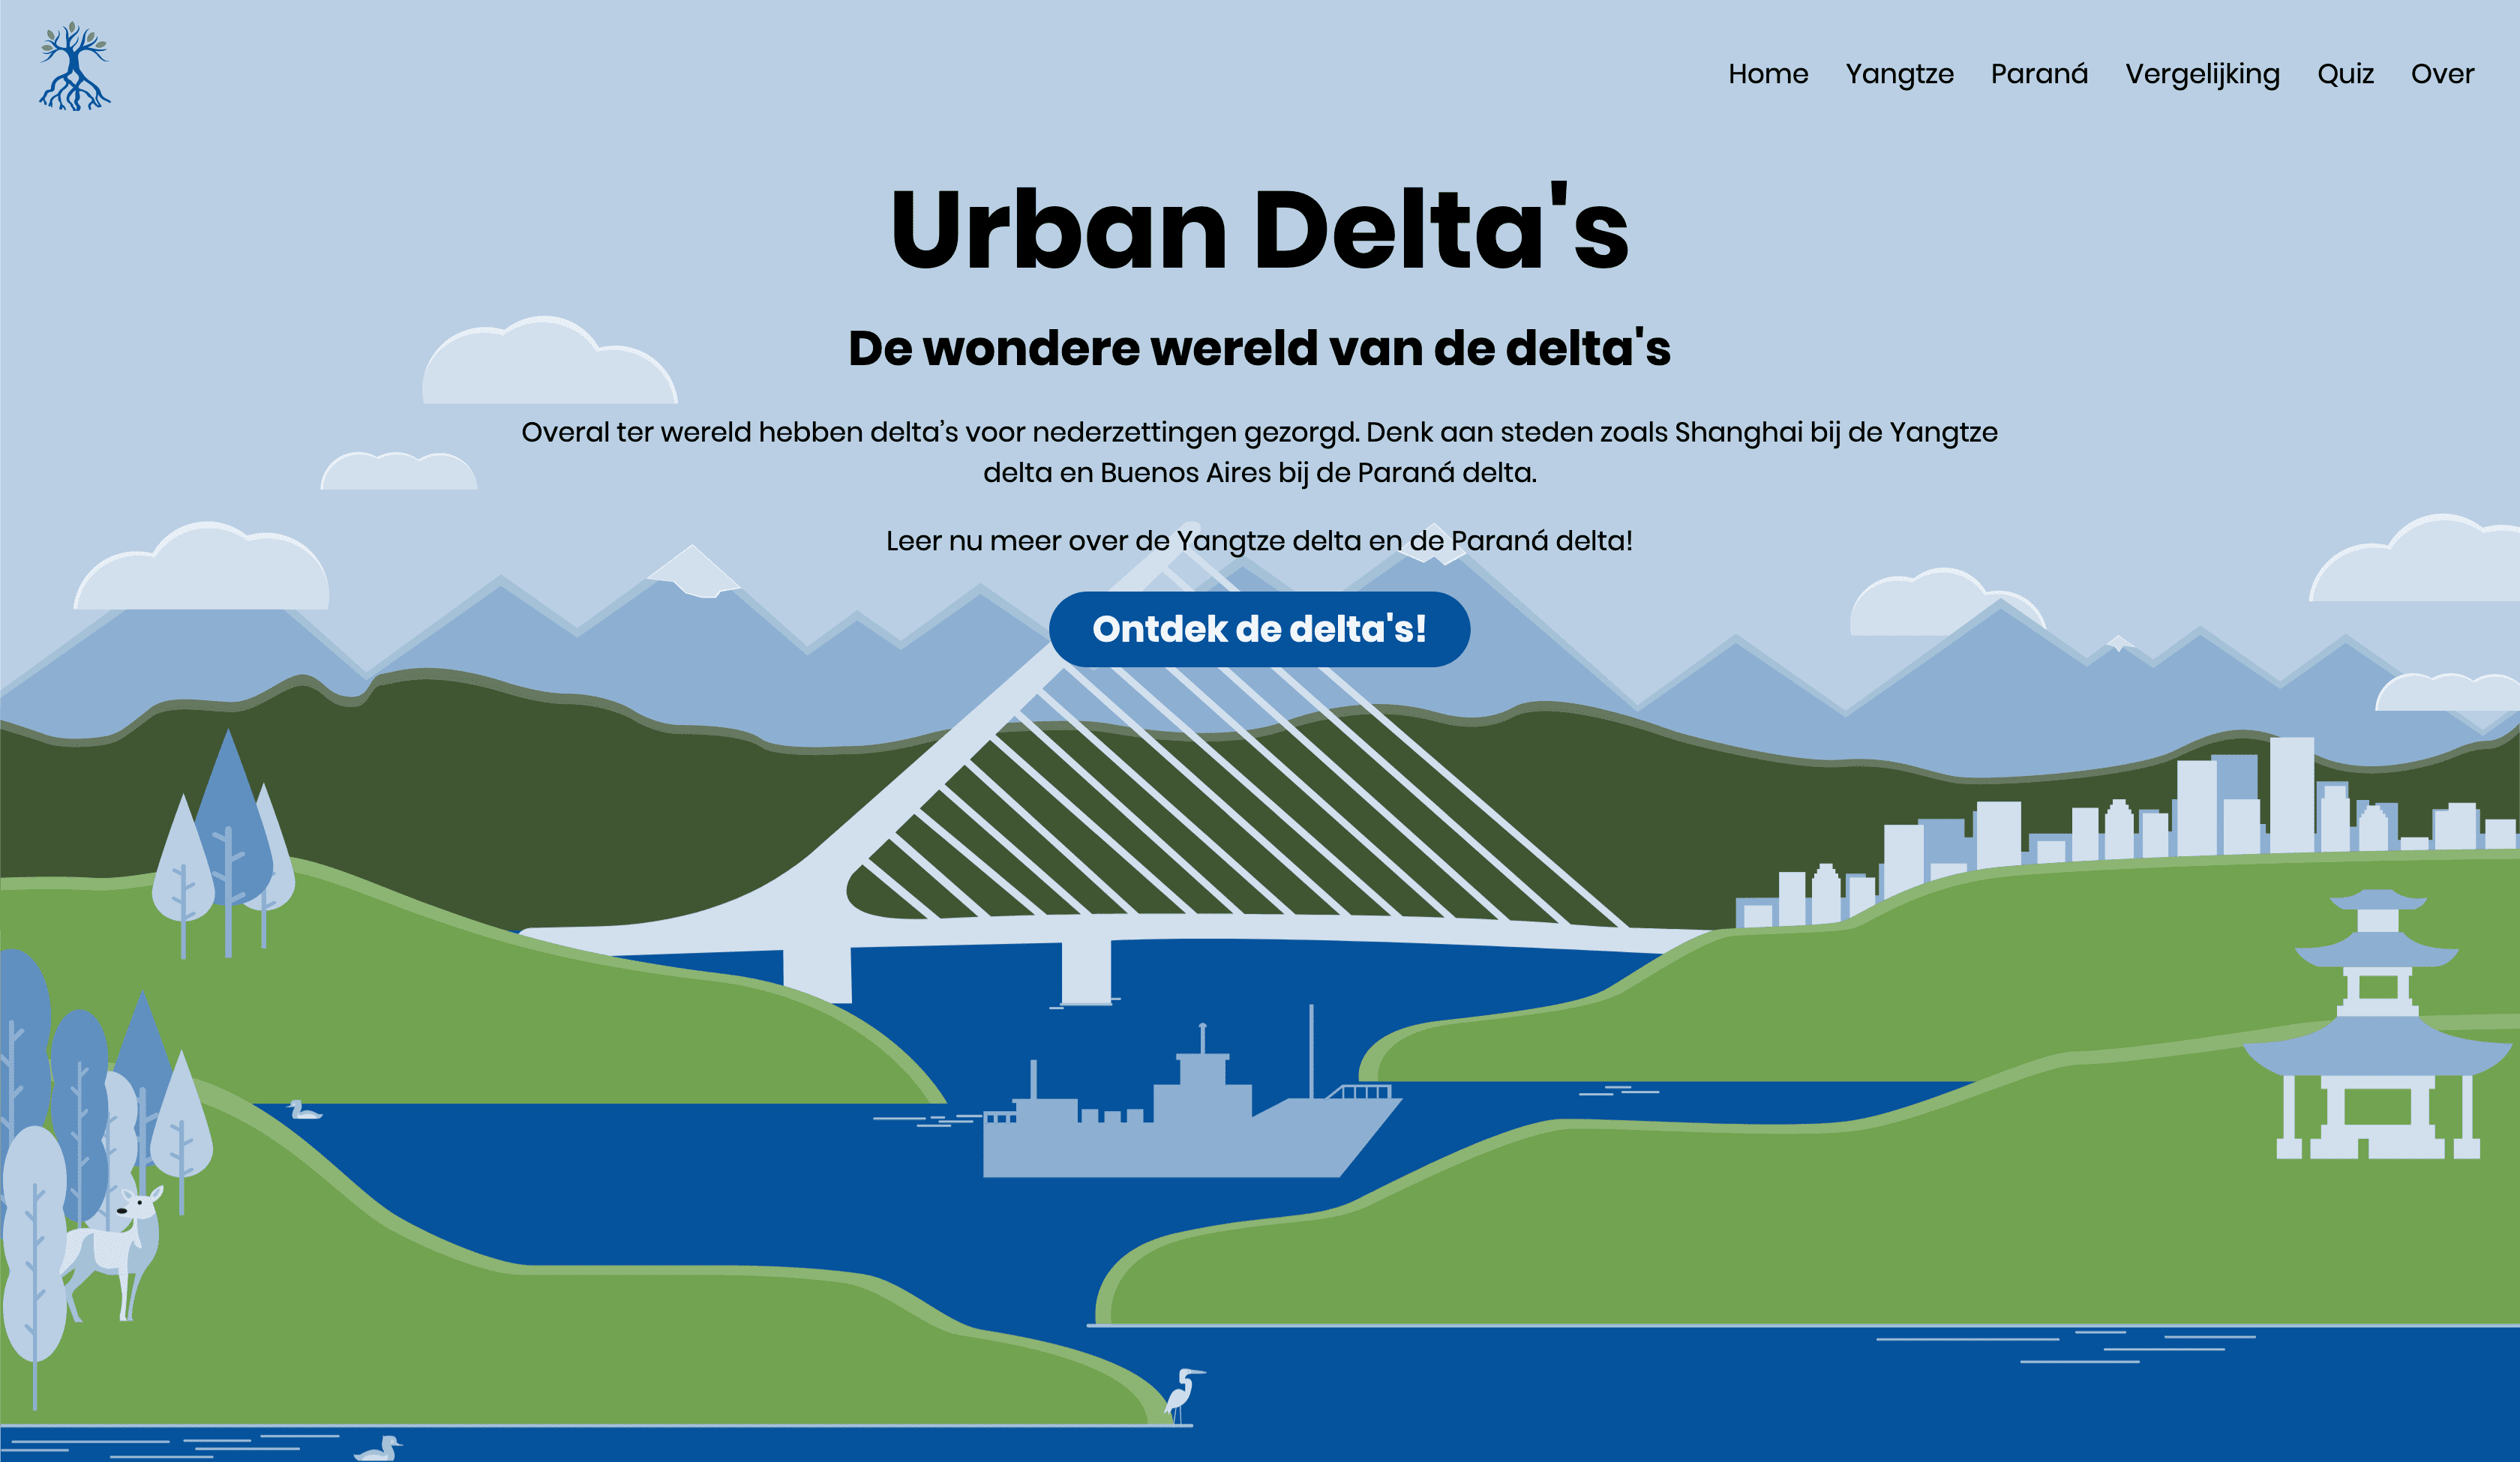 Home Yangtze Paraná Vergelijking Quiz Over
Urban Delta's
De wondere wereld van de delta's
Overal ter wereld hebben delta’s voor nederzettingen gezorgd. Denk aan steden zoals Shanghai bij de Yangtze
delta en Buenos Aires bij de Paraná delta.
Leer nu meer over de Yangtze delta en de Paraná delta!
Ontdek de delta's!